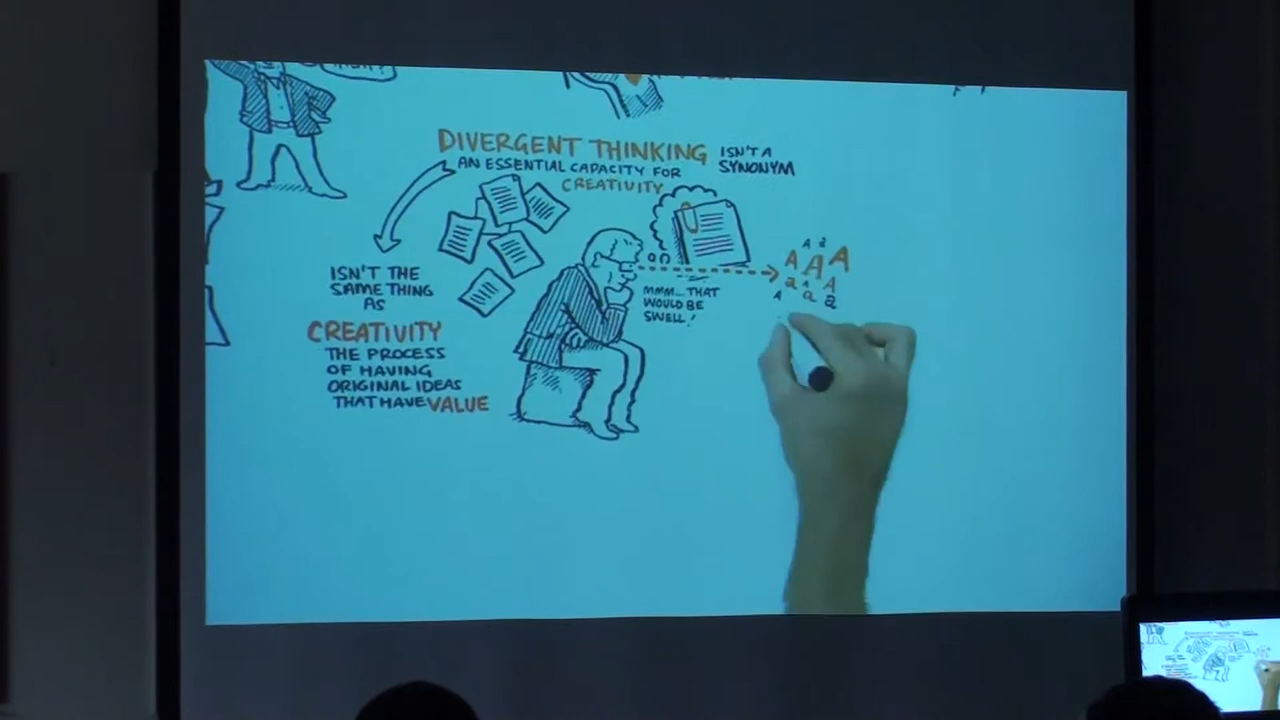 DIVERGENT THINKING
ISN'T A
SYNONYM
AN ESSENTIAL CAPACITY FOR
CREATIVITY
ISN'T THE
SAME THING
AS
CREATIVITY
THE PROCESS
OF HAVING
ORIGINAL IDEAS
THAT HAVE VALUE
MMM...THAT
WOULD BE
SWELL!
A a
A A A
a A A
A a a